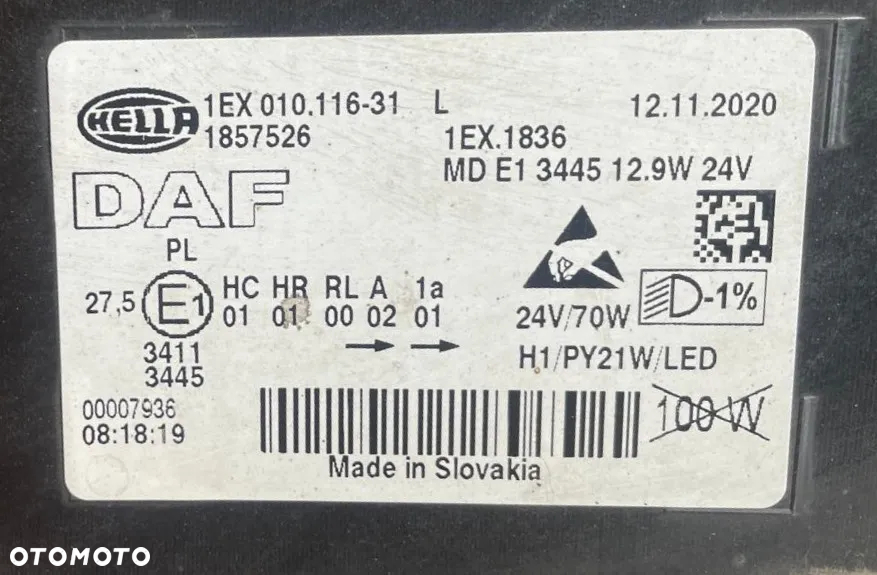 HELLA 1EX 010.116-31 L 12.11.2020
1857526 1EX.1836
MD E1 3445 12.9W 24V
DAF
PL
27,5 E1 HC HR RL A 1a
01 01 00 02 01
24V/70W D-1%
3411 H1/PY21W/LED
3445
00007936 100 W
08:18:19
Made in Slovakia
OTOMOTO